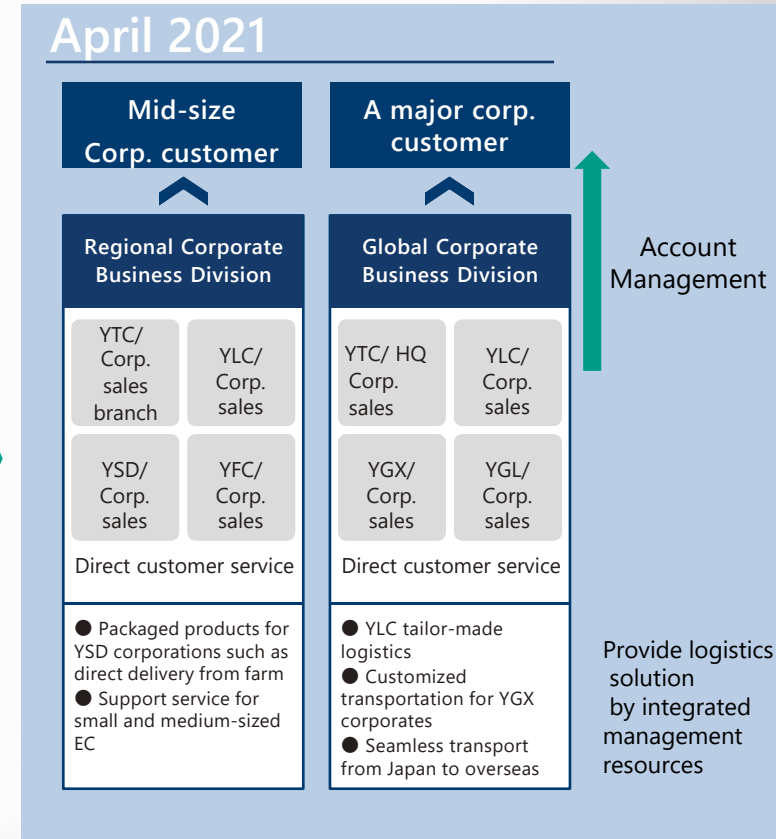 April 2021
Mid-size
Corp. customer
A major corp.
customer
Regional Corporate
Business Division
Global Corporate
Business Division
Account
Management
YTC/
Corp.
sales
branch
YLC/
Corp.
sales
YTC/ HQ
Corp.
sales
YLC/
Corp.
sales
YSD/
Corp.
sales
YFC/
Corp.
sales
YGX/
Corp.
sales
YGL/
Corp.
sales
Direct customer service
Direct customer service
● Packaged products for
YSD corporations such as
direct delivery from farm
● Support service for
small and medium-sized
EC
● YLC tailor-made
logistics
● Customized
transportation for YGX
corporates
● Seamless transport
from Japan to overseas
Provide logistics
solution
by integrated
management
resources